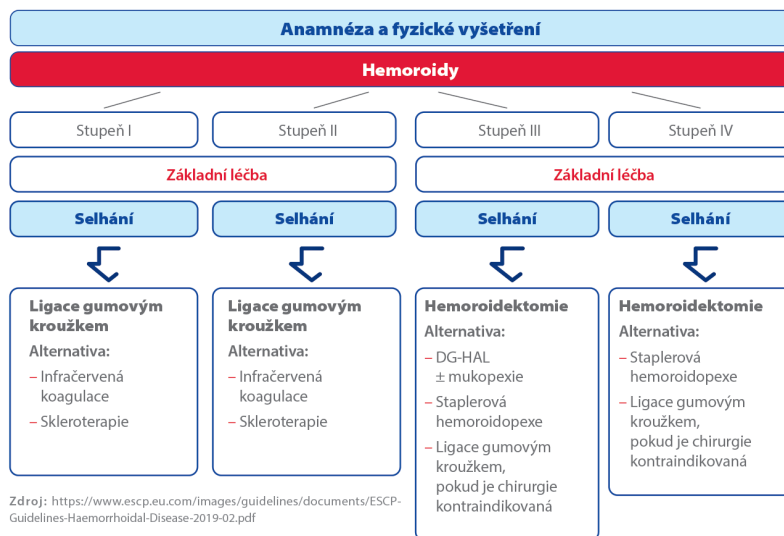 Anamnéza a fyzické vyšetření
Hemoroidy
Stupeň I
Stupeň II
Stupeň III
Stupeň IV
Základní léčba
Základní léčba
Selhání
Selhání
Selhání
Selhání
Ligace gumovým
kroužkem
Alternativa:
– Infračervená
koagulace
– Skleroterapie
Ligace gumovým
kroužkem
Alternativa:
– Infračervená
koagulace
– Skleroterapie
Hemoroidektomie
Alternativa:
– DG-HAL
± mukopexie
– Staplerová
hemoroidopexe
– Ligace gumovým
kroužkem,
pokud je chirurgie
kontraindikovaná
Hemoroidektomie
Alternativa:
– Staplerová
hemoroidopexe
– Ligace gumovým
kroužkem,
pokud je chirurgie
kontraindikovaná
Zdroj: https://www.escp.eu.com/images/guidelines/documents/ESCP-
Guidelines-Haemorrhoidal-Disease-2019-02.pdf